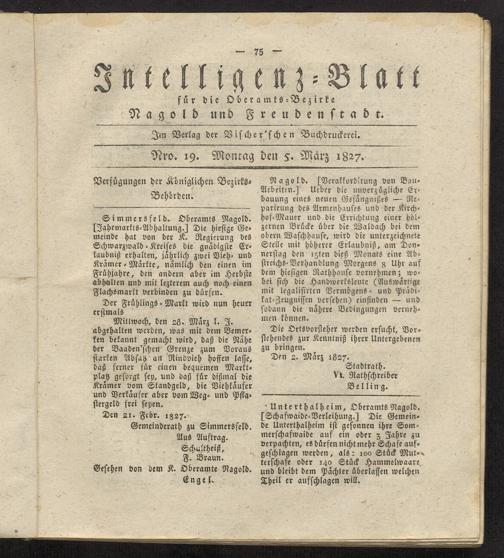 — 75 —
Intelligenz-Blatt
für die Oberamts-Bezirke
Nagold und Freudenstadt.
Im Verlag der Vischer'schen Buchdruckerei.
Nro. 19. Montag den 5. März 1827.
Verfügungen der Königlichen Bezirks-
Behörden.
Simmersfeld. Oberamts Nagold.
[Jahrmarkts-Abhaltung.] Die hiesige Ge-
meinde hat von der K. Regierung des
Schwarzwald-Kreises die gnädigste Er-
laubniß erhalten, jährlich zwei Vieh- und
Krämer-Märkte, nämlich den einen im
Frühjahre, den andern aber im Herbste
abhalten und mit lezterem auch noch einen
Flachsmarkt verbinden zu dürfen.
Der Frühlings-Markt wird nun heuer
erstmals
Mittwoch, den 28. März l. J.
abgehalten werden, was mit dem Bemer-
ken bekannt gemacht wird, daß die Nähe
der Baaden'schen Grenze zum Voraus
starken Absaz an Rindvieh hoffen lasse,
daß ferner für einen bequemen Markt-
plaz gesorgt sey, und daß für dißmal die
Krämer vom Standgeld, die Viehkäufer
und Verkäufer aber von Weg- und Pfla-
stergeld frei seyen.
Den 21. Febr. 1827.
Gemeinderath zu Simmersfeld.
Aus Auftrag.
Schultheiß,
F. Braun.
Gesehen von dem K. Oberamte Nagold.
Engel.
Nagold. [Verakkordirung von Bau-
Arbeiten.] Ueber die unverzügliche Er-
bauung eines neuen Gefängnißes — Re-
parierung des Armenhauses und der Kirch-
hof-Mauer und die Errichtung einer höl-
zernen Brücke über die Waldach bei dem
obern Waschhause, wird die unterzeichnete
Stelle mit höherer Erlaubniß, am Don-
nerstag den 15ten dieß Monats eine Ab-
streichs-Verhandlung Morgens 9 Uhr auf
dem hiesigen Rathhause vornehmen; wo-
bei sich die Handwerksleute (Auswärtige
mit legalisirten Vermögens- und Prädi-
kat-Zeugnissen versehen) einfinden — und
sodann die nähere Bedingungen verneh-
men können.
Die Ortsvorsteher werden ersucht, Vor-
stehendes zur Kenntniß ihrer Untergebenen
zu bringen.
Den 2. März 1827.
Stadtrath.
Vt. Rathschreiber
Belling.
Unterthalheim, Oberamts Nagold.
[Schafwaide-Verleihung.] Die Gemein-
de Unterthalheim ist gesonnen ihre Som-
merschafwaide auf ein oder 3 Jahre zu
verpachten, es dürfen nicht mehr Schafe auf-
geschlagen werden, als: 100 Stück Mut-
terschafe oder 140 Stück Hammelwaare,
und bleibt dem Pächter überlassen welchen
Theil er aufschlagen will.